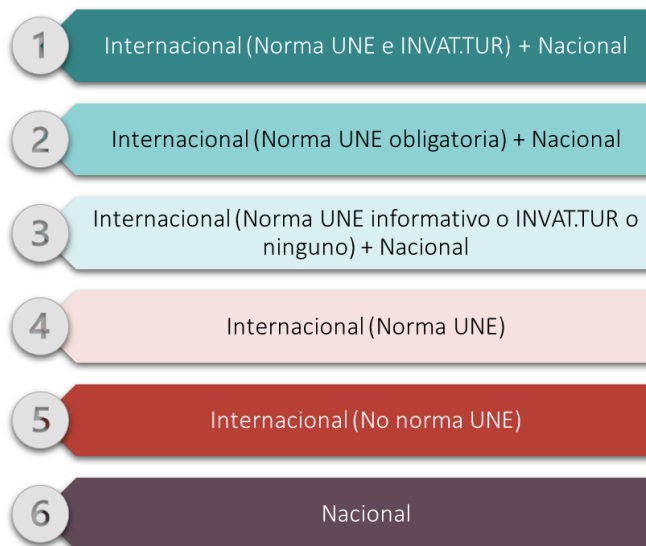 1
Internacional (Norma UNE e INVAT.TUR) + Nacional
2
Internacional (Norma UNE obligatoria) + Nacional
3
Internacional (Norma UNE informativo o INVAT.TUR o
ninguno) + Nacional
4
Internacional (Norma UNE)
5
Internacional (No norma UNE)
6
Nacional